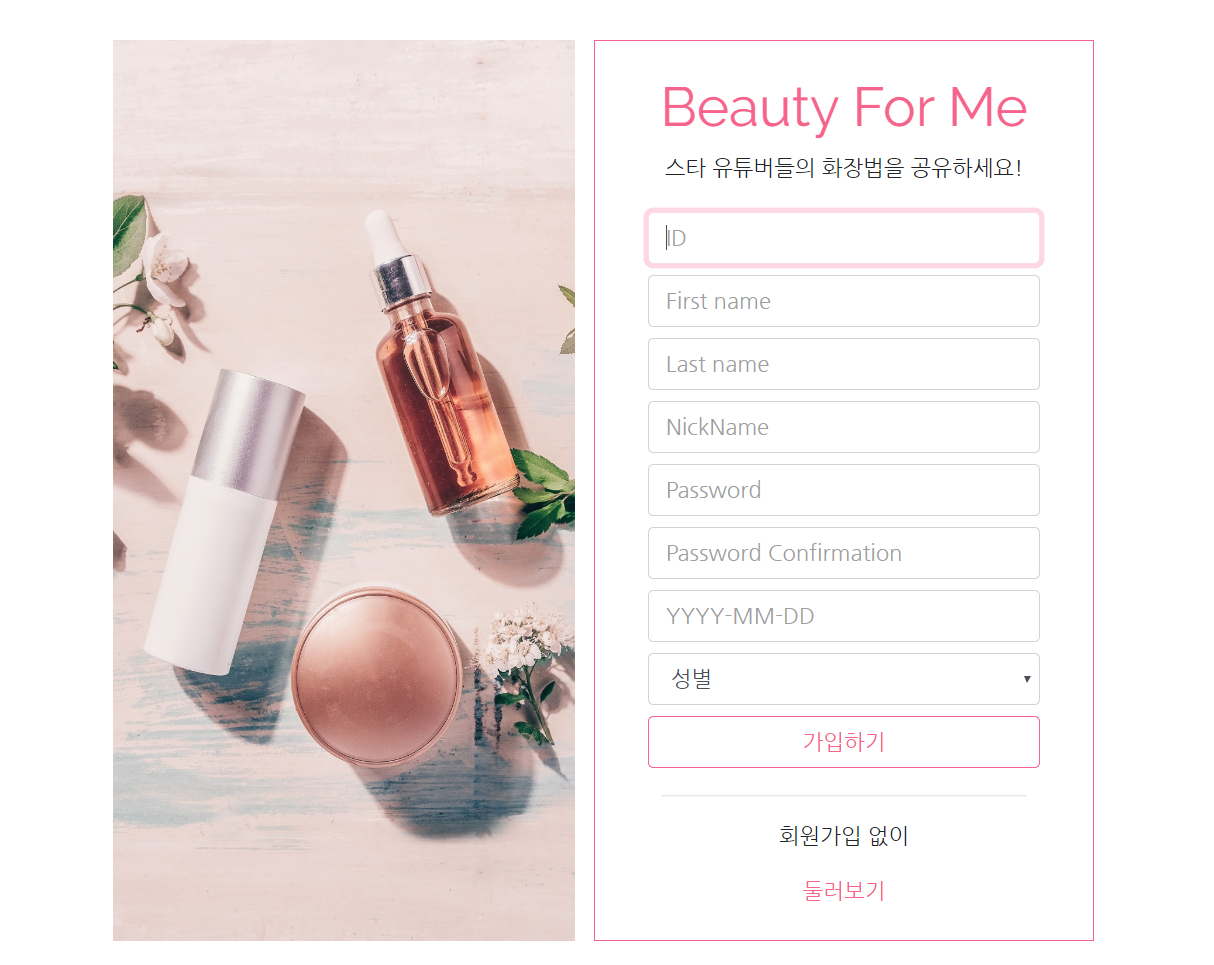 Beauty For Me
스타 유튜버들의 화장법을 공유하세요!
ID
First name
Last name
NickName
Password
Password Confirmation
YYYY-MM-DD
성별
가입하기
회원가입 없이
둘러보기